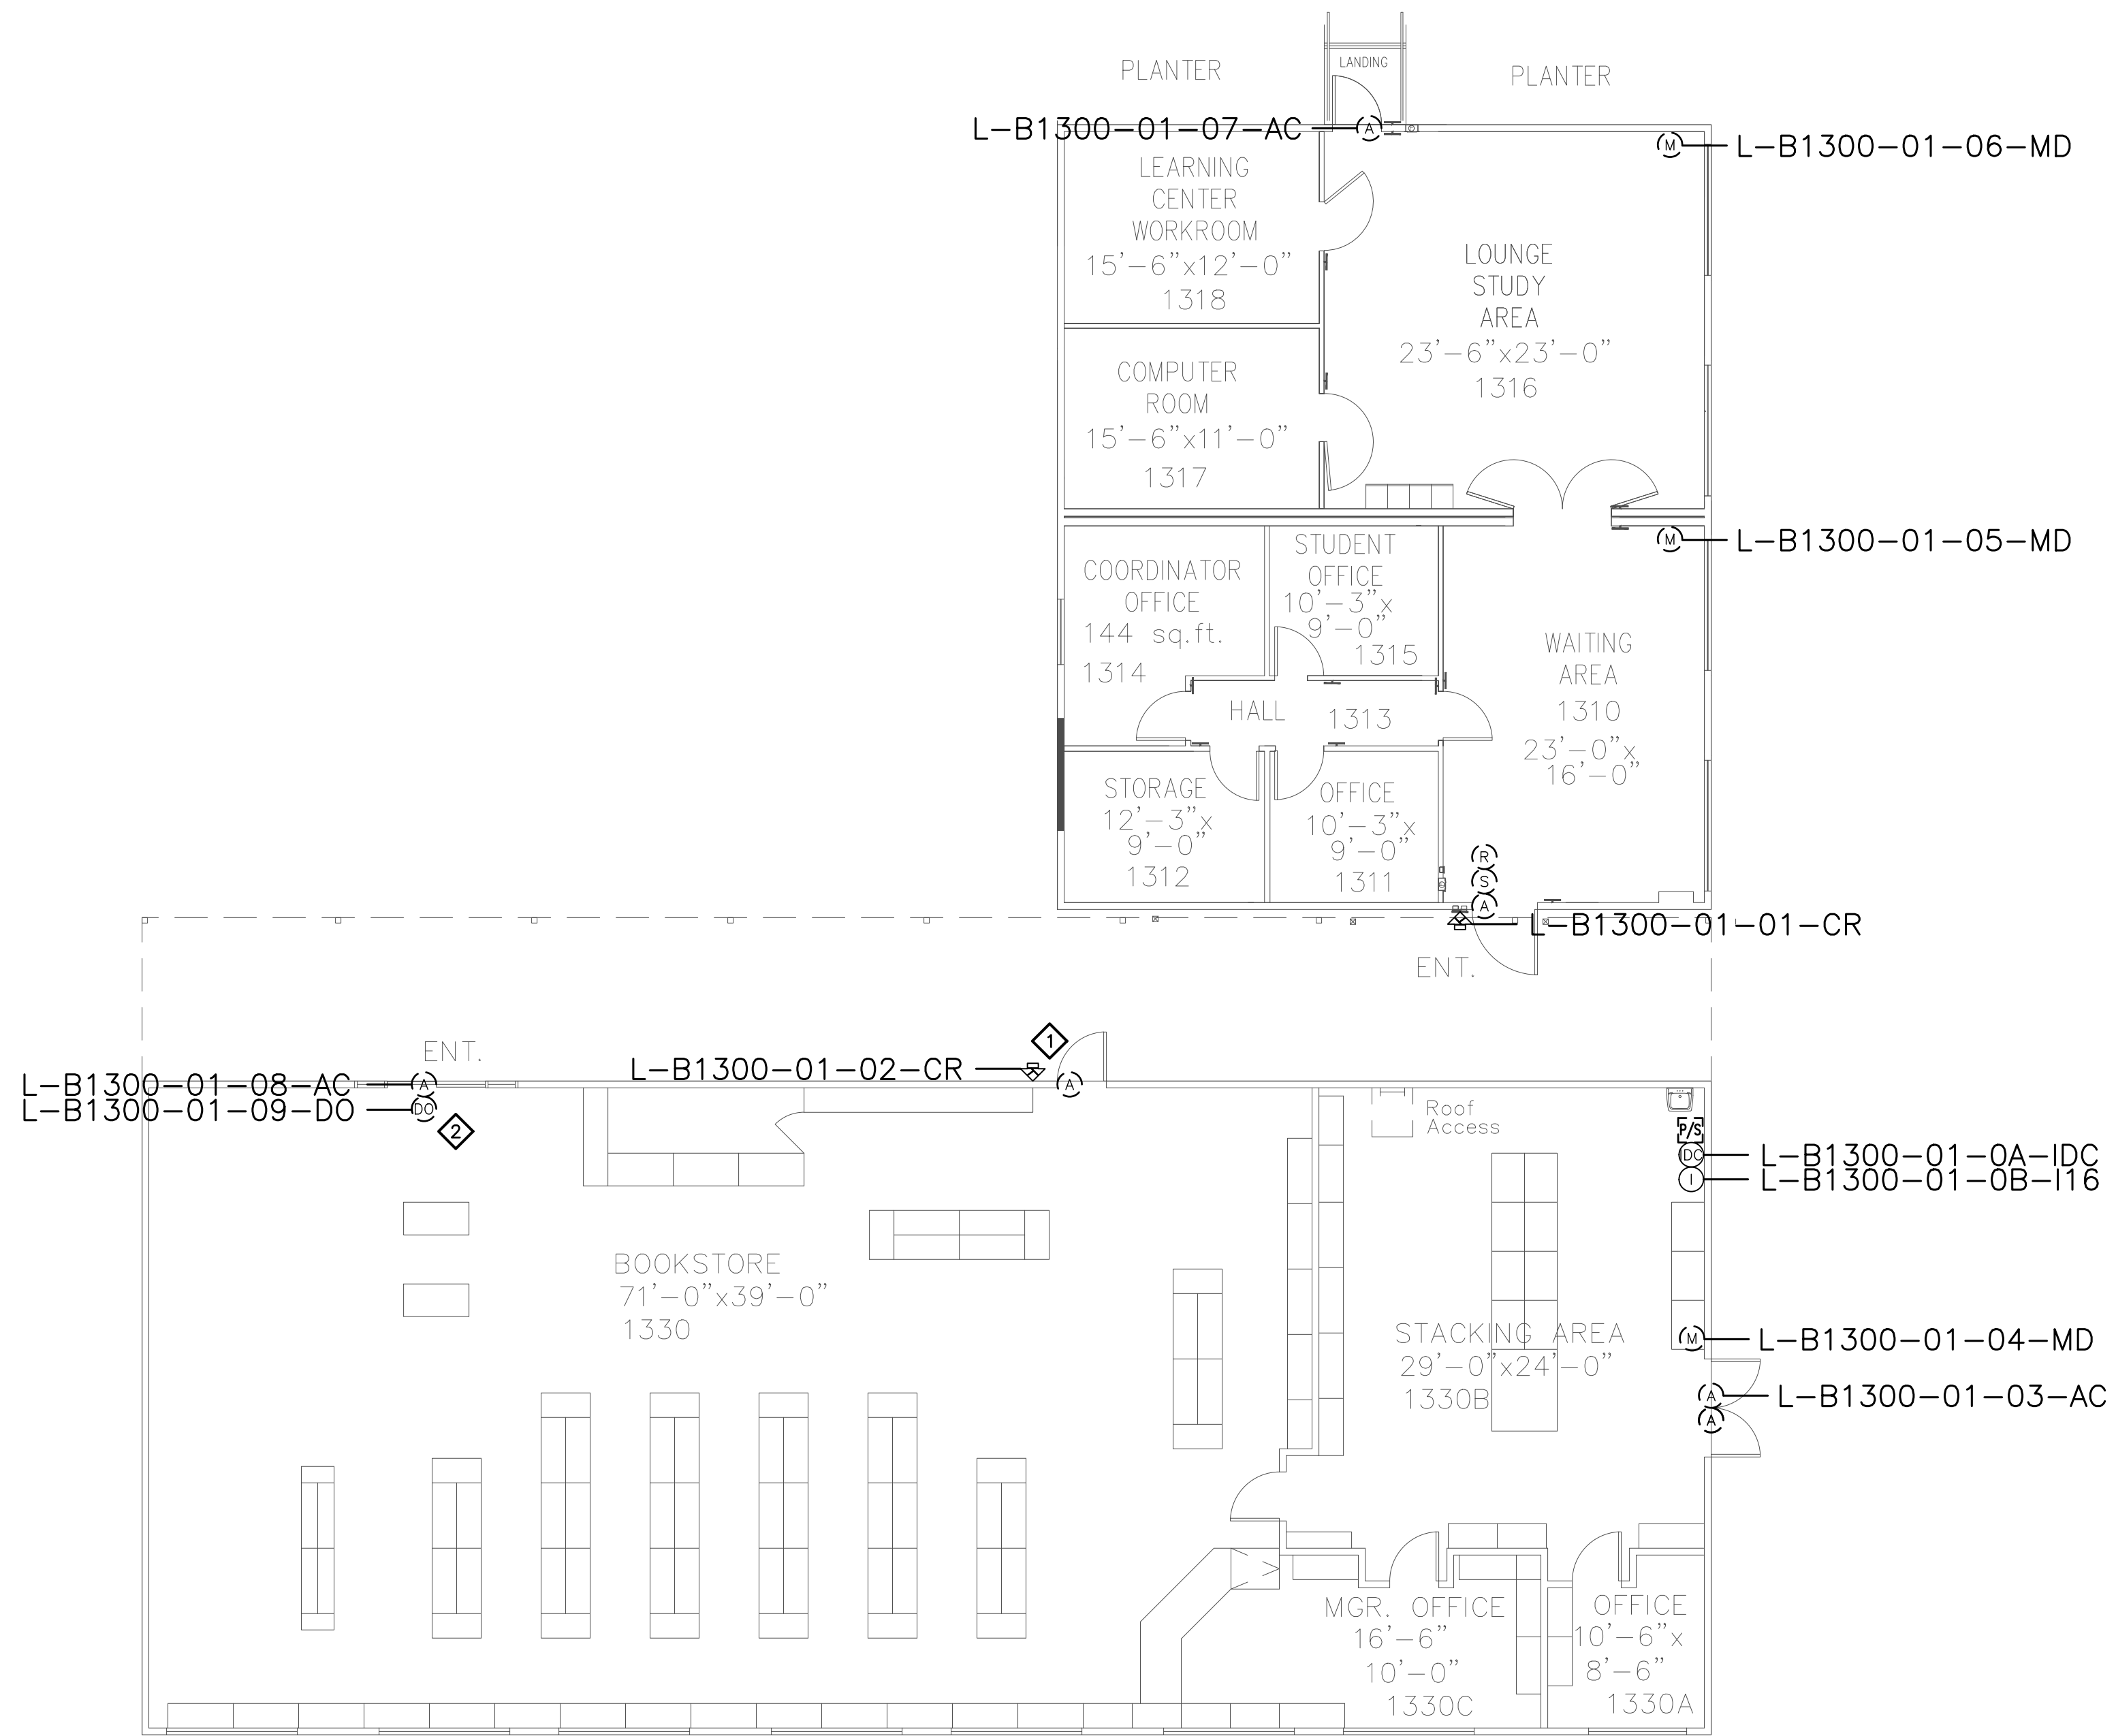 PLANTER
LANDING
PLANTER
L-B1300-01-07-AC
A
M
L-B1300-01-06-MD
LEARNING
CENTER
WORKROOM
15'-6"x12'-0"
1318
LOUNGE
STUDY
AREA
23'-6"x23'-0"
1316
COMPUTER
ROOM
15'-6"x11'-0"
1317
M
L-B1300-01-05-MD
COORDINATOR
OFFICE
144 sq.ft.
1314
STUDENT
OFFICE
10'-3"x
9'-0"
1315
WAITING
AREA
1310
23'-0"x
16'-0"
HALL
1313
STORAGE
12'-3"x
9'-0"
1312
OFFICE
10'-3"x
9'-0"
1311
R
S
A
L-B1300-01-01-CR
ENT.
ENT.
L-B1300-01-08-AC
A
L-B1300-01-09-DO
DO
2
L-B1300-01-02-CR
1
A
Roof
Access
P/S
IDC
L-B1300-01-0A-IDC
I
L-B1300-01-0B-I16
BOOKSTORE
71'-0"x39'-0"
1330
STACKING AREA
29'-0"x24'-0"
1330B
M
L-B1300-01-04-MD
A
L-B1300-01-03-AC
A
MGR. OFFICE
16'-6"
10'-0"
1330C
OFFICE
10'-6"x
8'-6"
1330A